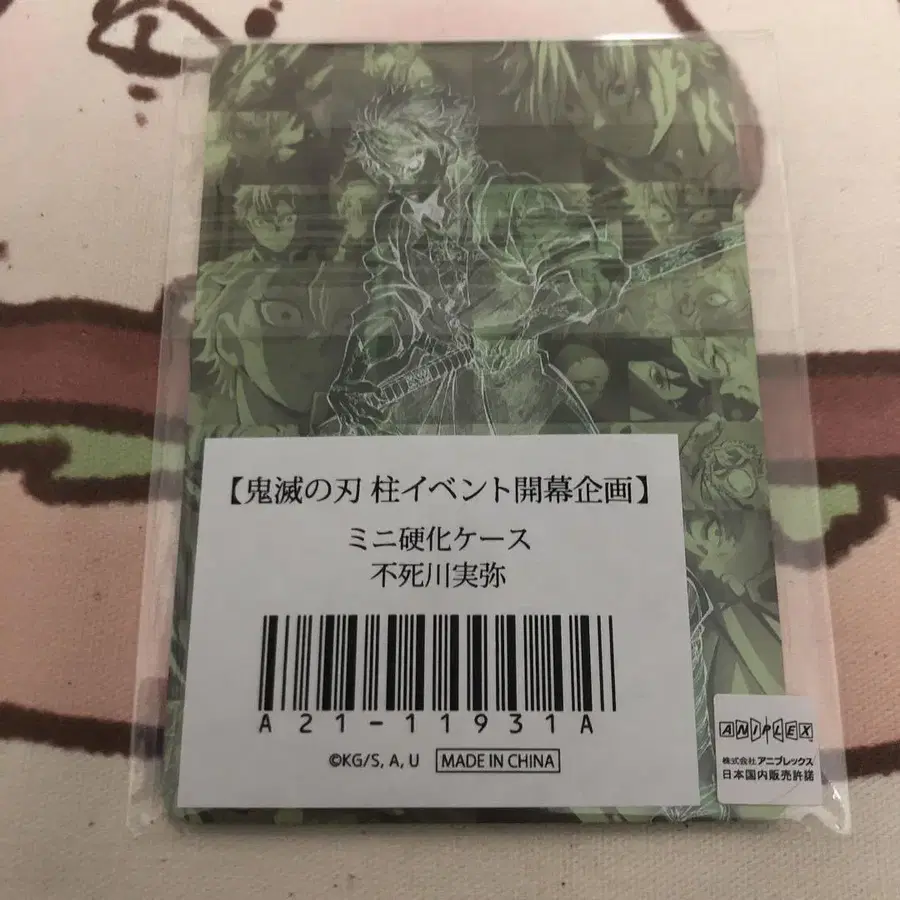 【鬼滅の刃 柱イベント開幕企画】
ミニ硬化ケース
不死川実弥
A21-11931A
©KG/S, A, U MADE IN CHINA
ANIPLEX
株式会社アニプレックス
日本国内販売許諾